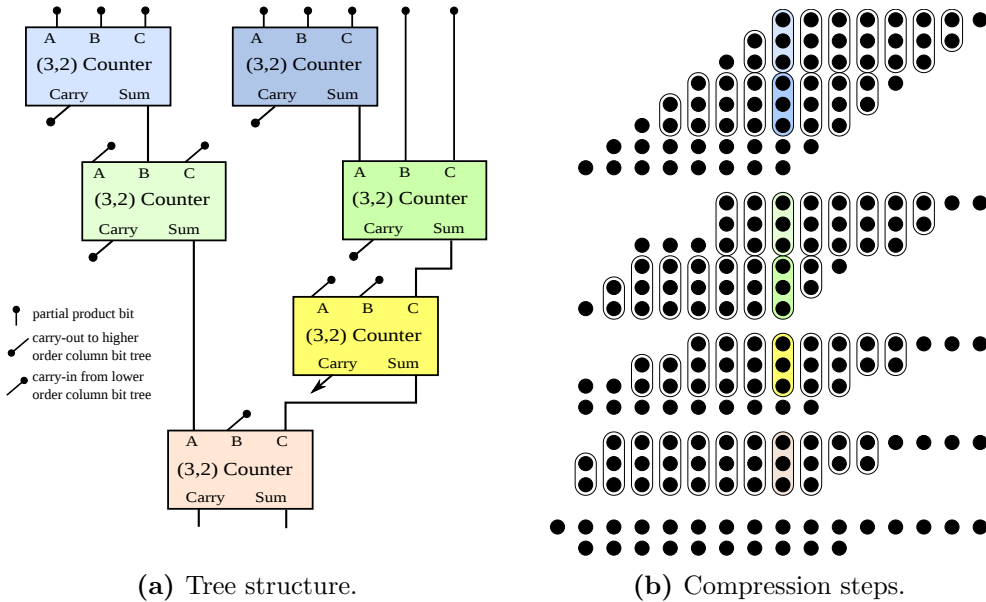 A B C
(3,2) Counter
Carry Sum
A B C
(3,2) Counter
Carry Sum
A B C
(3,2) Counter
Carry Sum
A B C
(3,2) Counter
Carry Sum
A B C
(3,2) Counter
Carry Sum
partial product bit
carry-out to higher
order column bit tree
carry-in from lower
order column bit tree
A B C
(3,2) Counter
Carry Sum
(a) Tree structure.
(b) Compression steps.